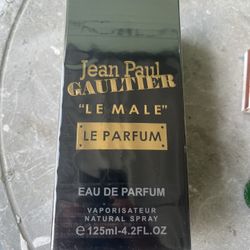 Jean Paul
GAULTIER
"LE MALE"
LE PARFUM
EAU DE PARFUM
VAPORISATEUR
NATURAL SPRAY
℮125ml-4.2FL.OZ